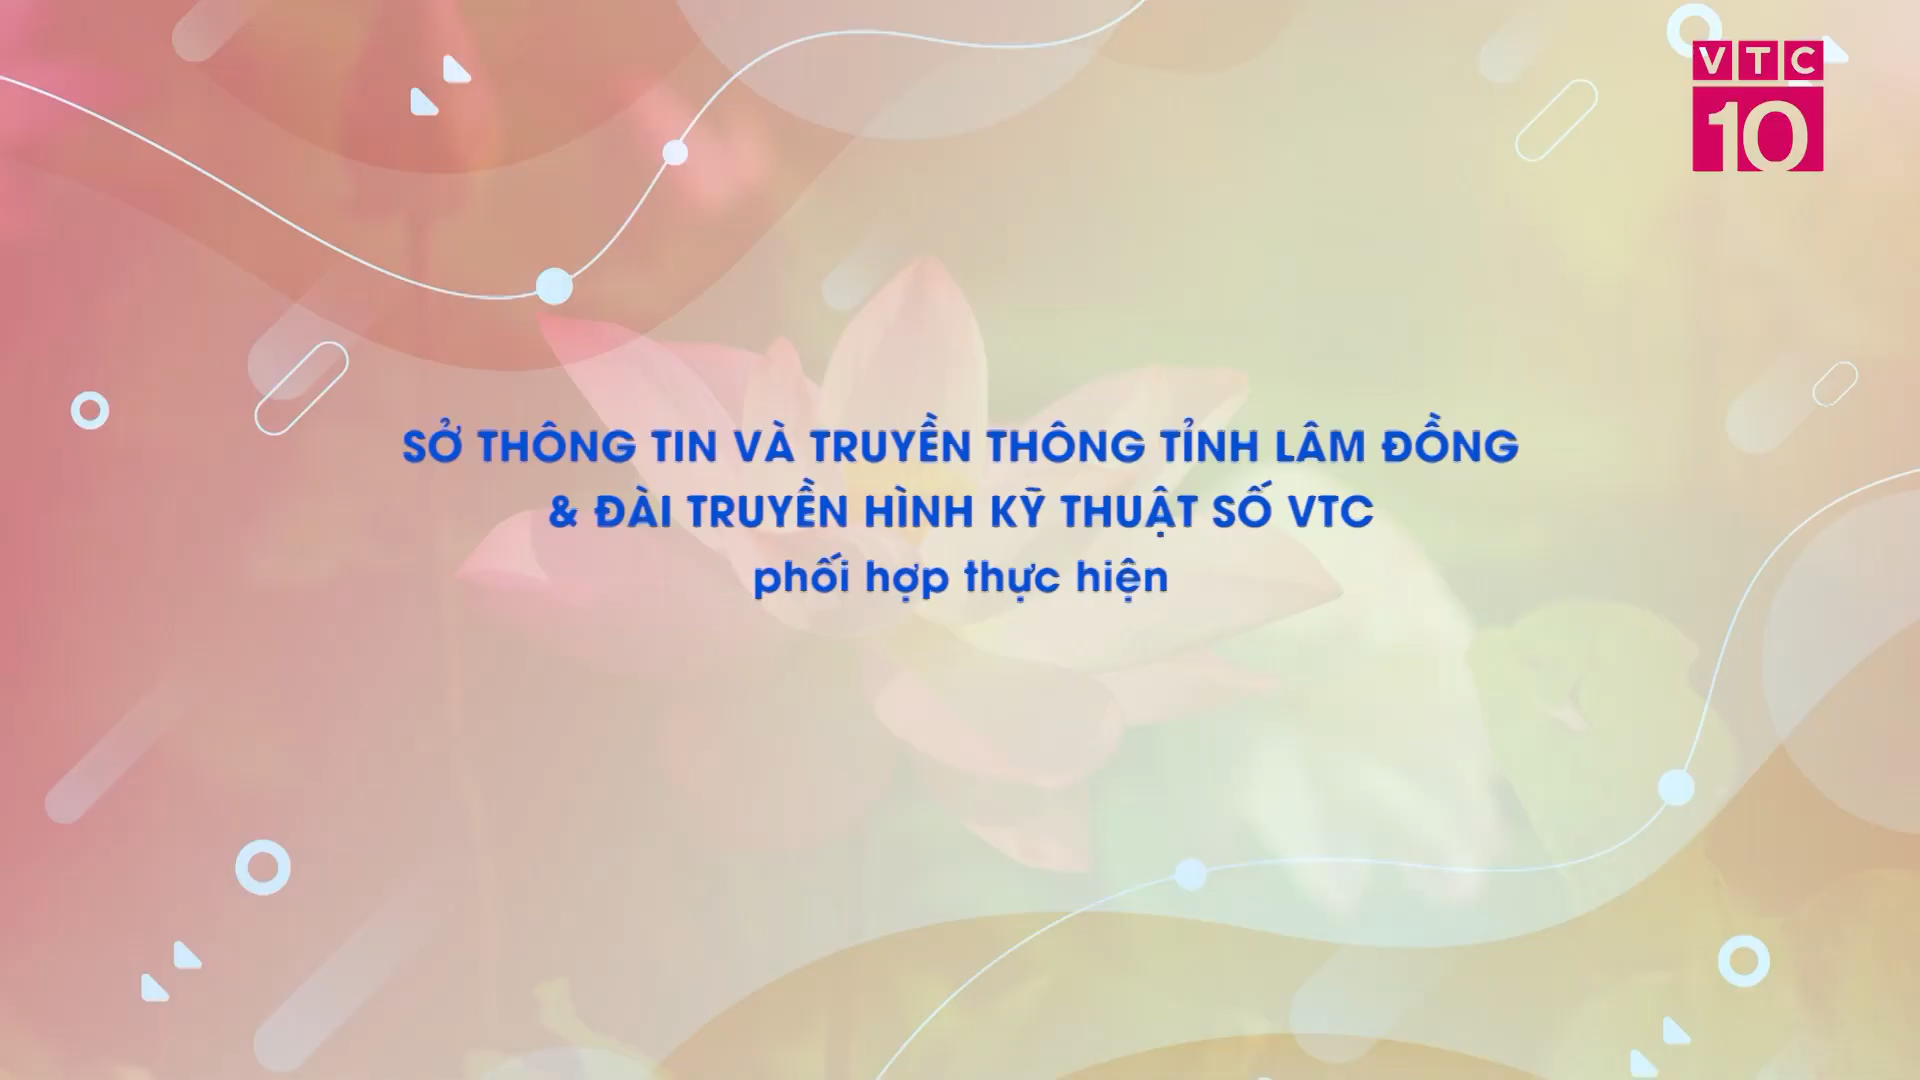 VTC
10
SỞ THÔNG TIN VÀ TRUYỀN THÔNG TỈNH LÂM ĐỒNG
& ĐÀI TRUYỀN HÌNH KỸ THUẬT SỐ VTC
phối hợp thực hiện